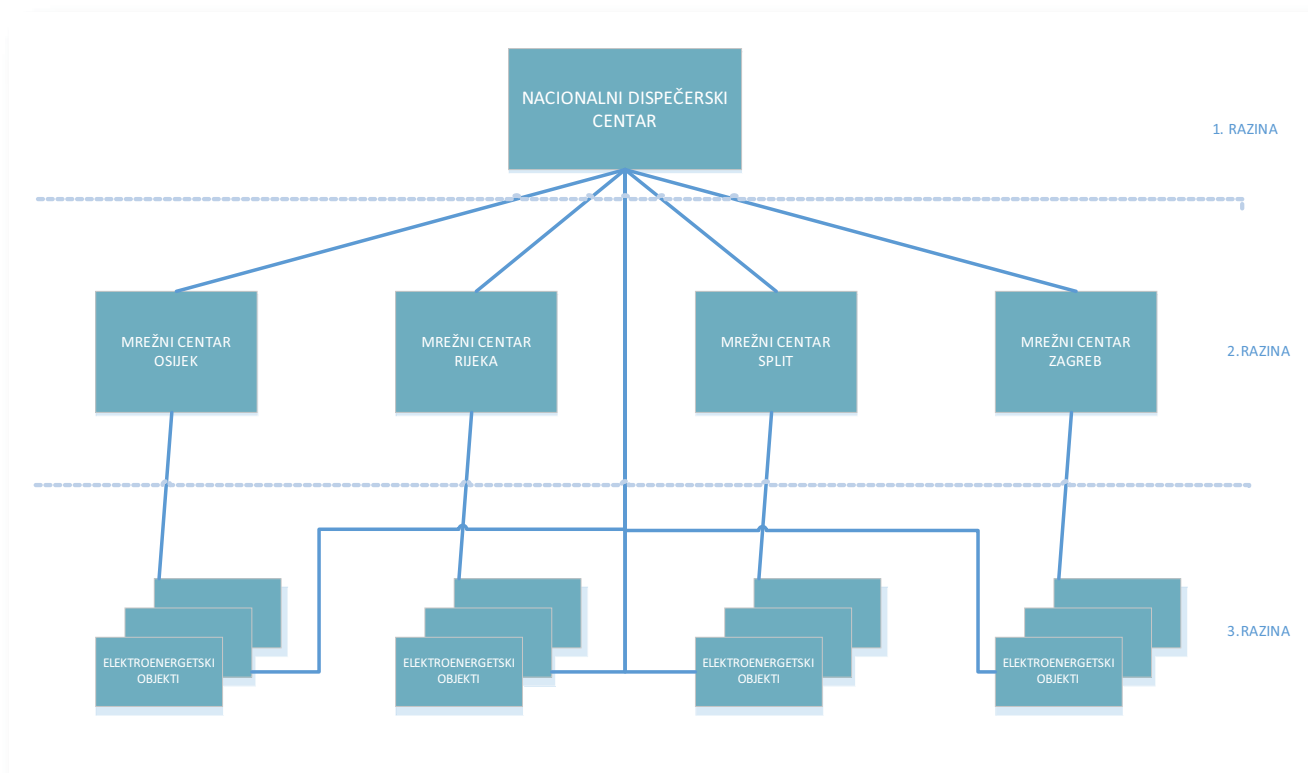 NACIONALNI DISPEČERSKI
CENTAR
1. RAZINA
MREŽNI CENTAR
OSIJEK
MREŽNI CENTAR
RIJEKA
MREŽNI CENTAR
SPLIT
MREŽNI CENTAR
ZAGREB
2.RAZINA
ELEKTROENERGETSKI
OBJEKTI
ELEKTROENERGETSKI
OBJEKTI
ELEKTROENERGETSKI
OBJEKTI
ELEKTROENERGETSKI
OBJEKTI
3.RAZINA